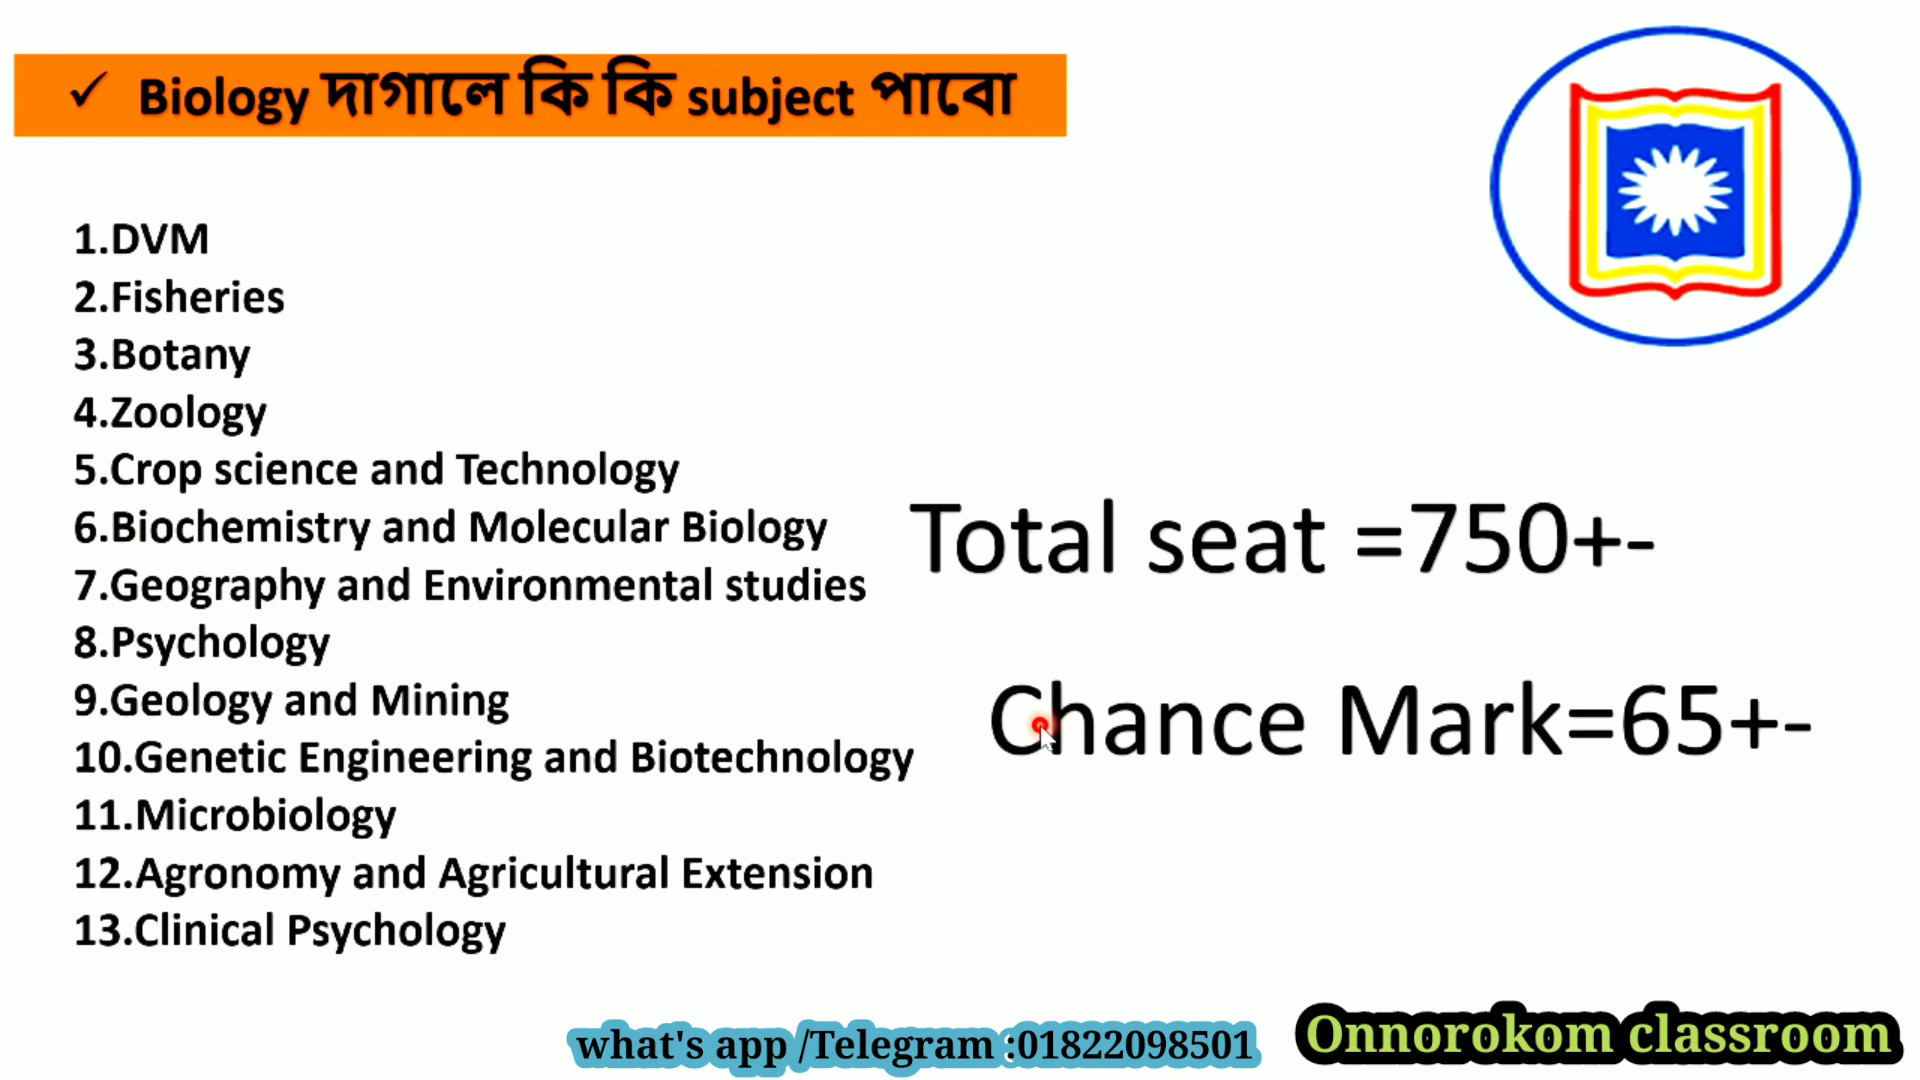 ✓ Biology দাগালে কি কি subject পাবো
1.DVM
2.Fisheries
3.Botany
4.Zoology
5.Crop science and Technology
6.Biochemistry and Molecular Biology
7.Geography and Environmental studies
8.Psychology
9.Geology and Mining
10.Genetic Engineering and Biotechnology
11.Microbiology
12.Agronomy and Agricultural Extension
13.Clinical Psychology
Total seat =750+-
Chance Mark=65+-
what's app /Telegram :01822098501
Onnorokom classroom